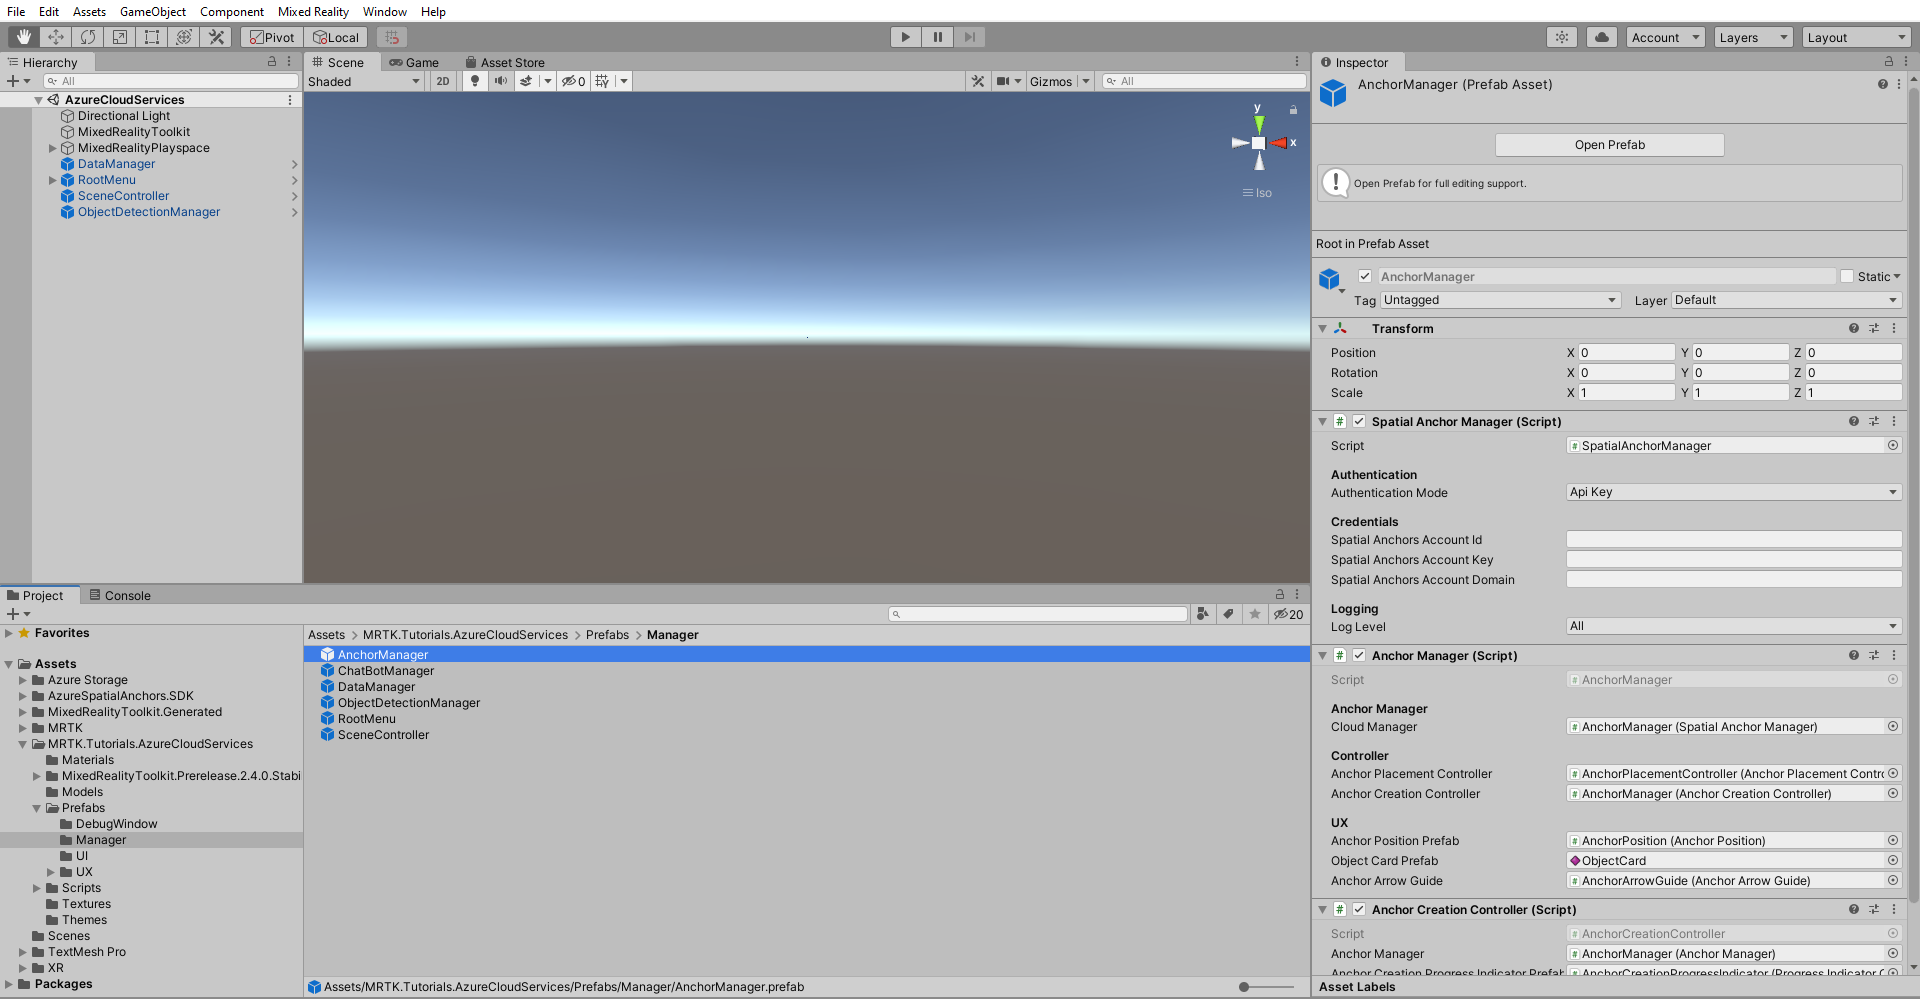 File Edit Assets GameObject Component Mixed Reality Window Help
Pivot Local Account Layers Layout
Hierarchy
All
AzureCloudServices
Directional Light
MixedRealityToolkit
MixedRealityPlayspace
DataManager
RootMenu
SceneController
ObjectDetectionManager
Scene Game Asset Store
Shaded 2D 0 Gizmos All
y
x
Iso
Project Console
20
Favorites
Assets
Azure Storage
AzureSpatialAnchors.SDK
MixedRealityToolkit.Generated
MRTK
MRTK.Tutorials.AzureCloudServices
Materials
MixedRealityToolkit.Prerelease.2.4.0.Stabi
Models
Prefabs
DebugWindow
Manager
UI
UX
Scripts
Textures
Themes
Scenes
TextMesh Pro
XR
Packages
Assets > MRTK.Tutorials.AzureCloudServices > Prefabs > Manager
AnchorManager
ChatBotManager
DataManager
ObjectDetectionManager
RootMenu
SceneController
Assets/MRTK.Tutorials.AzureCloudServices/Prefabs/Manager/AnchorManager.prefab
Inspector
AnchorManager (Prefab Asset)
Open Prefab
Open Prefab for full editing support.
Root in Prefab Asset
AnchorManager Static
Tag Untagged Layer Default
Transform
Position X 0 Y 0 Z 0
Rotation X 0 Y 0 Z 0
Scale X 1 Y 1 Z 1
# Spatial Anchor Manager (Script)
Script # SpatialAnchorManager
Authentication
Authentication Mode Api Key
Credentials
Spatial Anchors Account Id
Spatial Anchors Account Key
Spatial Anchors Account Domain
Logging
Log Level All
# Anchor Manager (Script)
Script # AnchorManager
Anchor Manager
Cloud Manager # AnchorManager (Spatial Anchor Manager)
Controller
Anchor Placement Controller # AnchorPlacementController (Anchor Placement Contro
Anchor Creation Controller # AnchorManager (Anchor Creation Controller)
UX
Anchor Position Prefab # AnchorPosition (Anchor Position)
Object Card Prefab ObjectCard
Anchor Arrow Guide # AnchorArrowGuide (Anchor Arrow Guide)
# Anchor Creation Controller (Script)
Script # AnchorCreationController
Anchor Manager # AnchorManager (Anchor Manager)
Anchor Creation Progress Indicator Prefab # AnchorCreationProgressIndicator (Progress Indicator
Asset Labels